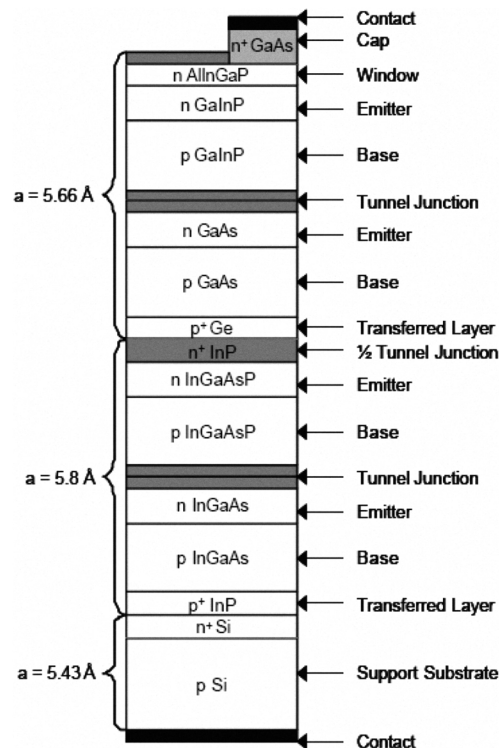 Contact
n⁺ GaAs Cap
n AlInGaP Window
n GaInP Emitter
p GaInP Base
a = 5.66 Å
Tunnel Junction
n GaAs Emitter
p GaAs Base
p⁺ Ge Transferred Layer
n⁺ InP ½ Tunnel Junction
n InGaAsP Emitter
p InGaAsP Base
a = 5.8 Å
Tunnel Junction
n InGaAs Emitter
p InGaAs Base
p⁺ InP Transferred Layer
n⁺ Si
a = 5.43 Å
p Si Support Substrate
Contact